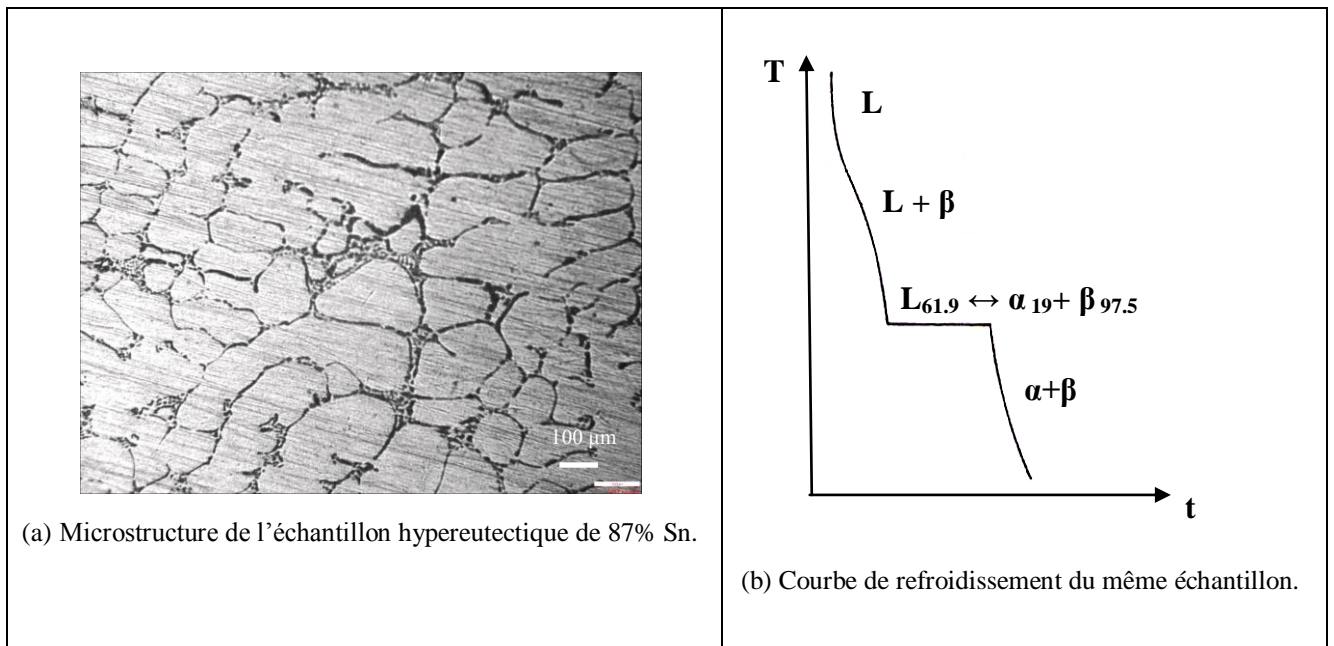 100 μm
(a) Microstructure de l’échantillon hypereutectique de 87% Sn.
T
L
L + β
L61.9 ↔ α 19+ β 97.5
α+β
t
(b) Courbe de refroidissement du même échantillon.